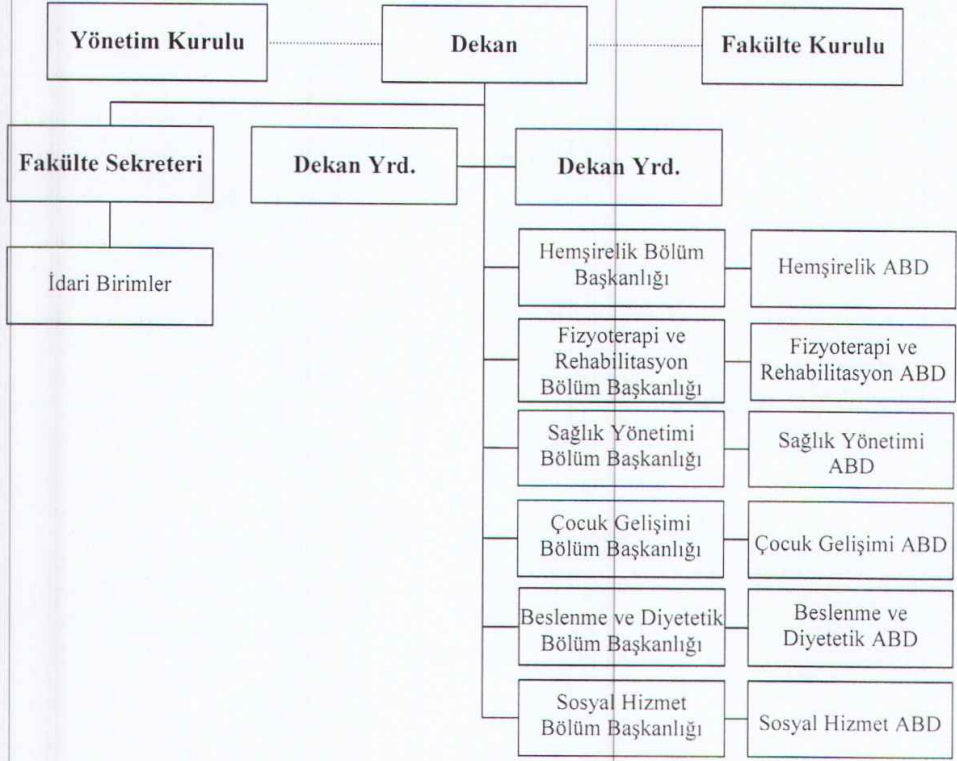 Yönetim Kurulu
Dekan
Fakülte Kurulu
Fakülte Sekreteri
Dekan Yrd.
Dekan Yrd.
İdari Birimler
Hemşirelik Bölüm
Başkanlığı
Hemşirelik ABD
Fizyoterapi ve
Rehabilitasyon
Bölüm Başkanlığı
Fizyoterapi ve
Rehabilitasyon ABD
Sağlık Yönetimi
Bölüm Başkanlığı
Sağlık Yönetimi
ABD
Çocuk Gelişimi
Bölüm Başkanlığı
Çocuk Gelişimi ABD
Beslenme ve Diyetetik
Bölüm Başkanlığı
Beslenme ve
Diyetetik ABD
Sosyal Hizmet
Bölüm Başkanlığı
Sosyal Hizmet ABD